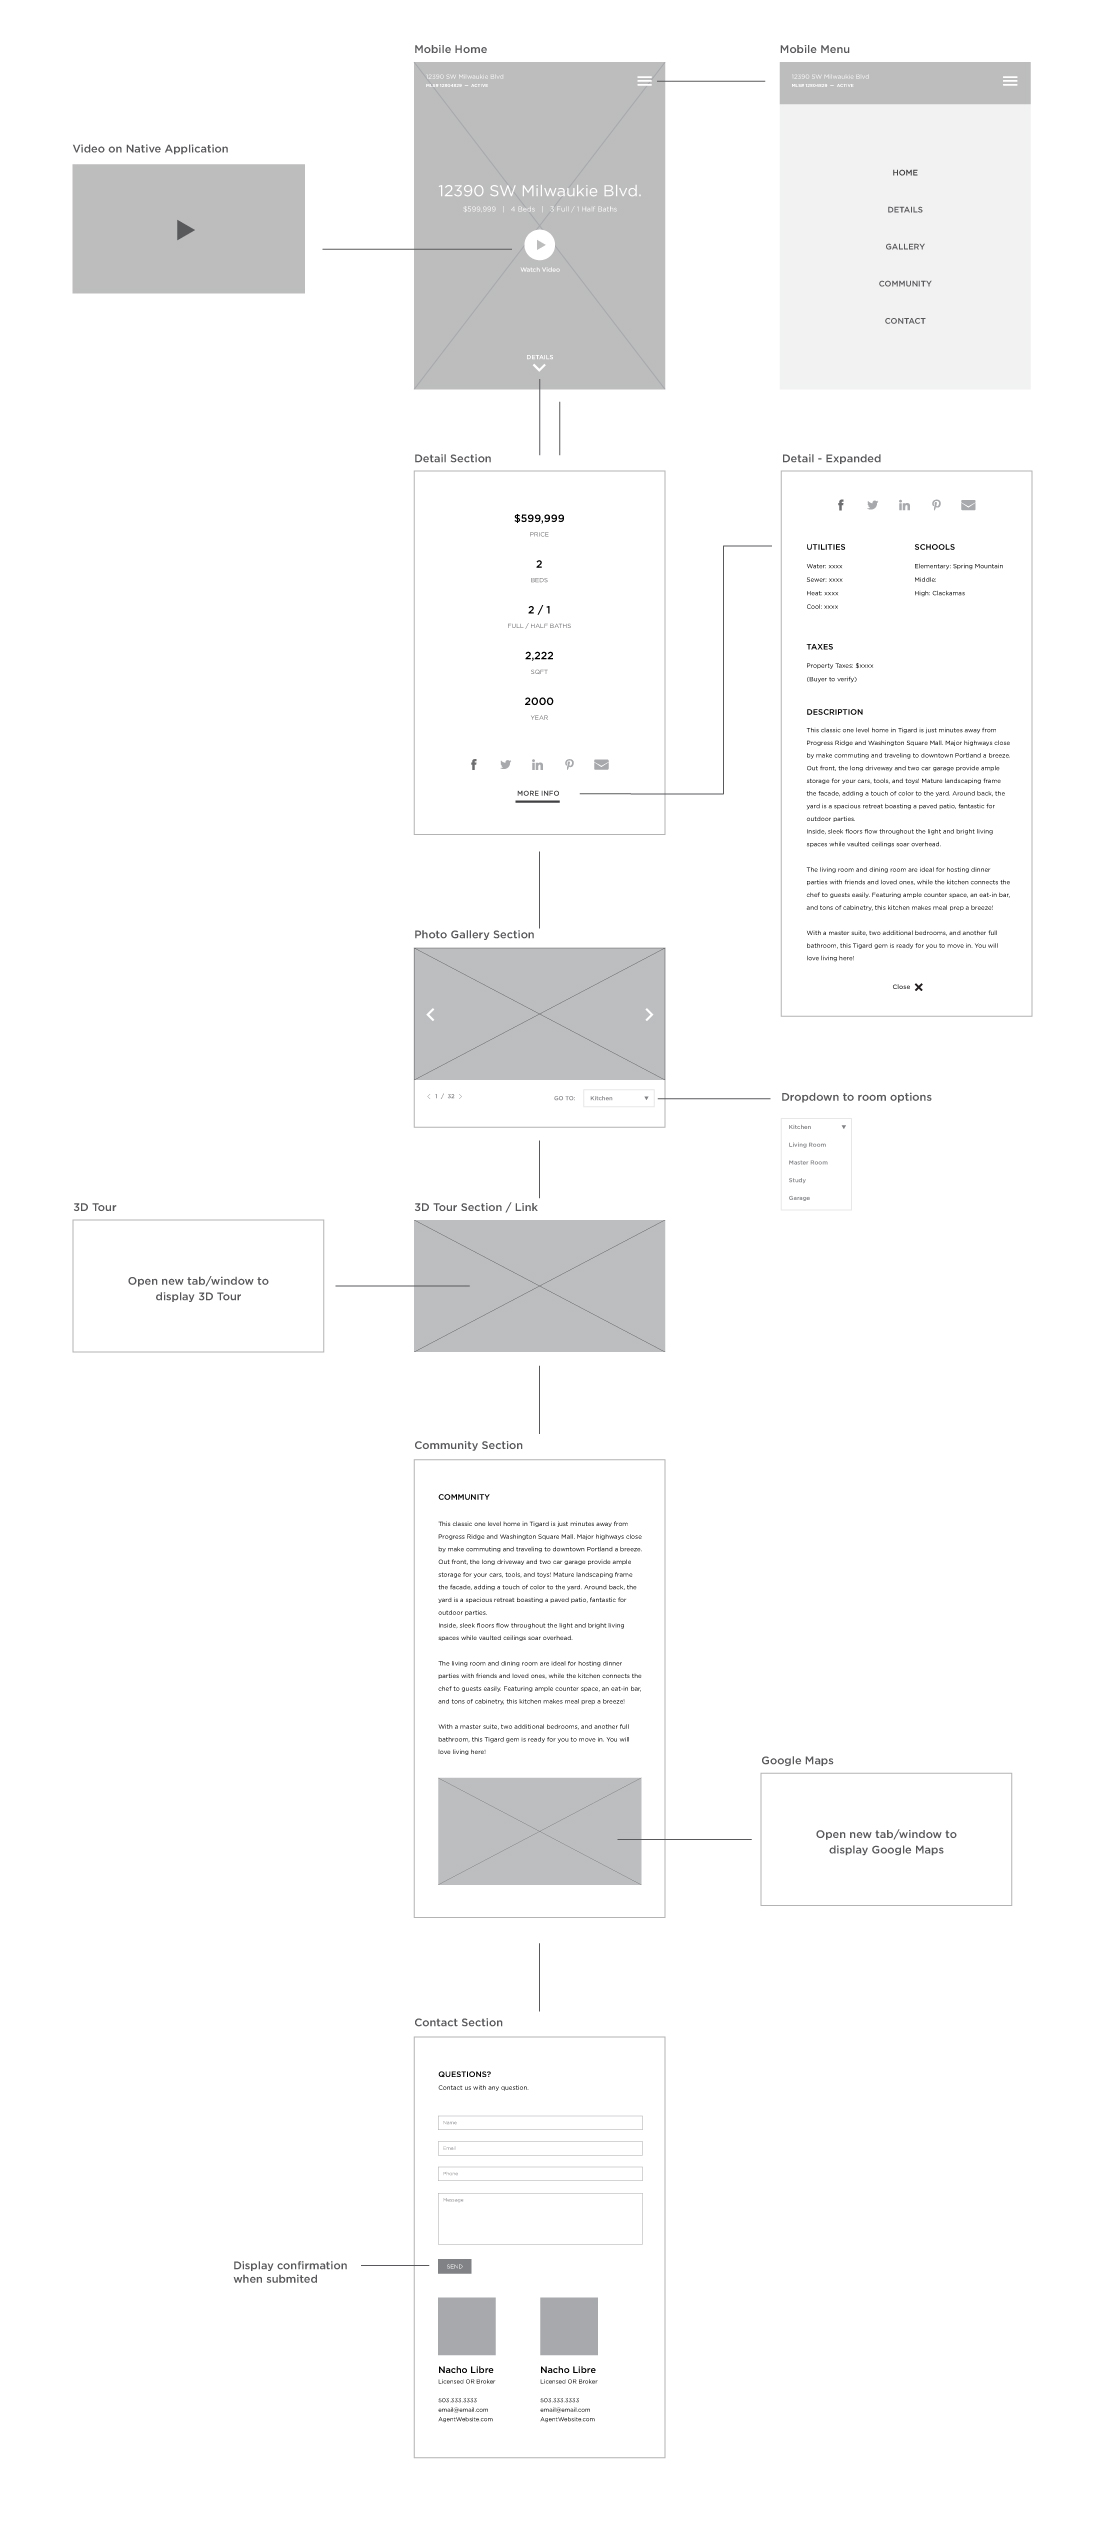 Mobile Home
12390 SW Milwaukie Blvd
MLS# 12804828 — ACTIVE
12390 SW Milwaukie Blvd.
$599,999 | 4 Beds | 3 Full / 1 Half Baths
Watch Video
DETAILS
Mobile Menu
12390 SW Milwaukie Blvd
MLS# 12804828 — ACTIVE
HOME
DETAILS
GALLERY
COMMUNITY
CONTACT
Video on Native Application
Detail Section
$599,999
PRICE
2
BEDS
2 / 1
FULL / HALF BATHS
2,222
SQFT
2000
YEAR
f in
MORE INFO
Detail - Expanded
f in
UTILITIES
Water: xxxx
Sewer: xxxx
Heat: xxxx
Cool: xxxx
SCHOOLS
Elementary: Spring Mountain
Middle:
High: Clackamas
TAXES
Property Taxes: $xxxx
(Buyer to verify)
DESCRIPTION
This classic one level home in Tigard is just minutes away from
Progress Ridge and Washington Square Mall. Major highways close
by make commuting and traveling to downtown Portland a breeze.
Out front, the long driveway and two car garage provide ample
storage for your cars, tools, and toys! Mature landscaping frame
the facade, adding a touch of color to the yard. Around back, the
yard is a spacious retreat boasting a paved patio, fantastic for
outdoor parties.
Inside, sleek floors flow throughout the light and bright living
spaces while vaulted ceilings soar overhead.
The living room and dining room are ideal for hosting dinner
parties with friends and loved ones, while the kitchen connects the
chef to guests easily. Featuring ample counter space, an eat-in bar,
and tons of cabinetry, this kitchen makes meal prep a breeze!
With a master suite, two additional bedrooms, and another full
bathroom, this Tigard gem is ready for you to move in. You will
love living here!
Close
Photo Gallery Section
1 / 32
GO TO:
Kitchen
Dropdown to room options
Kitchen
Living Room
Master Room
Study
Garage
3D Tour
Open new tab/window to
display 3D Tour
3D Tour Section / Link
Community Section
COMMUNITY
This classic one level home in Tigard is just minutes away from
Progress Ridge and Washington Square Mall. Major highways close
by make commuting and traveling to downtown Portland a breeze.
Out front, the long driveway and two car garage provide ample
storage for your cars, tools, and toys! Mature landscaping frame
the facade, adding a touch of color to the yard. Around back, the
yard is a spacious retreat boasting a paved patio, fantastic for
outdoor parties.
Inside, sleek floors flow throughout the light and bright living
spaces while vaulted ceilings soar overhead.
The living room and dining room are ideal for hosting dinner
parties with friends and loved ones, while the kitchen connects the
chef to guests easily. Featuring ample counter space, an eat-in bar,
and tons of cabinetry, this kitchen makes meal prep a breeze!
With a master suite, two additional bedrooms, and another full
bathroom, this Tigard gem is ready for you to move in. You will
love living here!
Google Maps
Open new tab/window to
display Google Maps
Contact Section
QUESTIONS?
Contact us with any question.
Name
Email
Phone
Message
SEND
Display confirmation
when submited
Nacho Libre
Licensed OR Broker
503.333.3333
email@email.com
AgentWebsite.com
Nacho Libre
Licensed OR Broker
503.333.3333
email@email.com
AgentWebsite.com